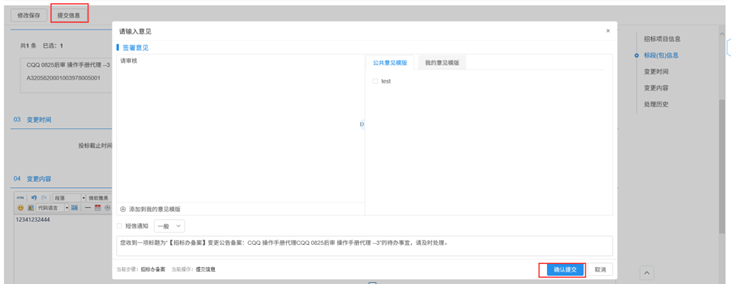 修改保存 提交信息
共1 条 已选：1
CQQ 0825后审 操作手册代理 --3
A3205820001003978005001
03 变更时间
投标截止时间
04 变更内容
段落
代码语言
12341232444
请输入意见 ×
签署意见
请审核
添加到我的意见模版
公共意见模版 我的意见模版
test
短信通知 一般
您收到一项标题为"【招标办备案】变更公告备案：CQQ 操作手册代理CQQ 0825后审 操作手册代理 --3"的待办事宜，请及时处理。
当前步骤：招标办备案 当前操作：提交信息
确认提交 取消
招标项目信息
标段(包)信息
变更时间
变更内容
处理历史